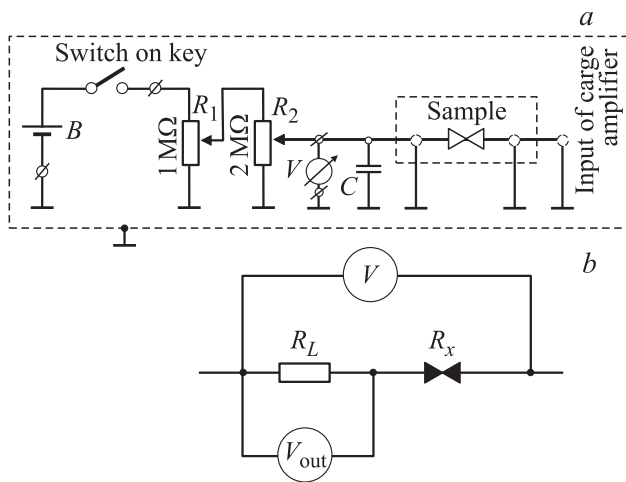 a
Switch on key
B
R1
1 MΩ
R2
2 MΩ
V
C
Sample
Input of carge
amplifier
b
V
RL
Rx
Vout